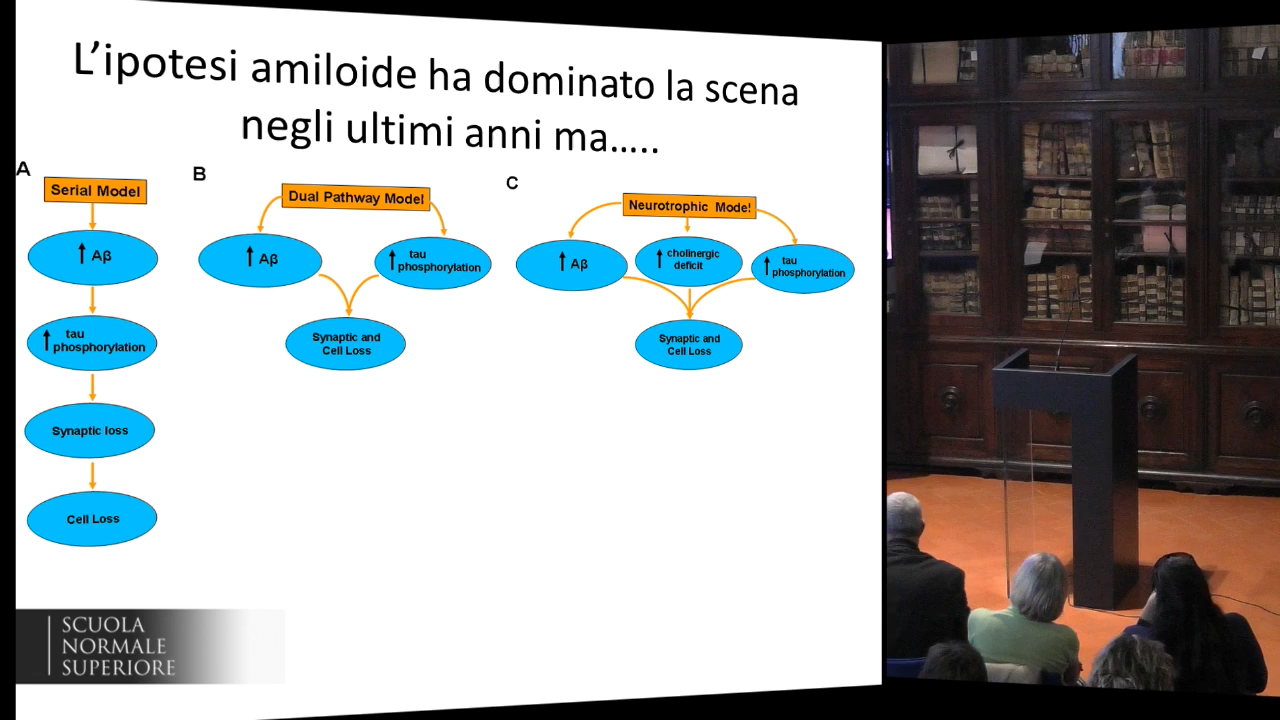 L'ipotesi amiloide ha dominato la scena
negli ultimi anni ma.....
A
Serial Model
↑ Aβ
↑ tau
phosphorylation
Synaptic loss
Cell Loss
B
Dual Pathway Model
↑ Aβ
↑ tau
phosphorylation
Synaptic and
Cell Loss
C
Neurotrophic Model
↑ Aβ
↑ cholinergic
deficit
↑ tau
phosphorylation
Synaptic and
Cell Loss
SCUOLA
NORMALE
SUPERIORE